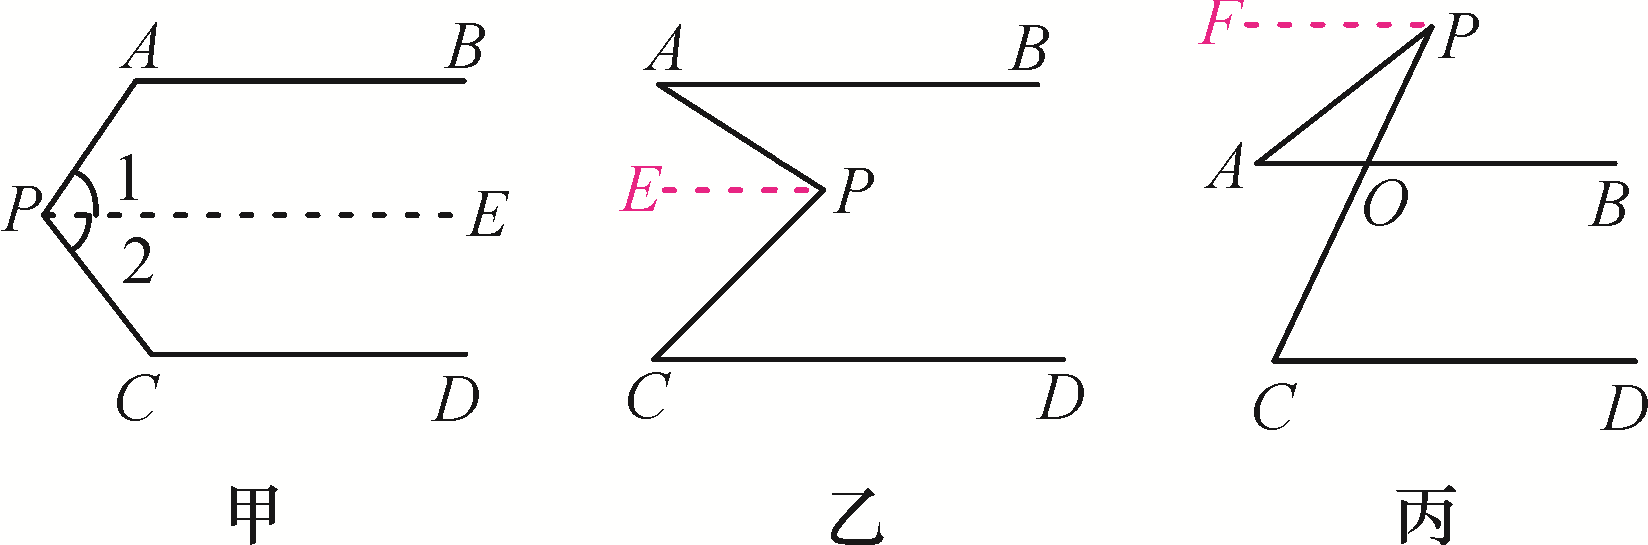 A B
P 1 E
2
C D
甲
A B
E P
C D
乙
F P
A O B
C D
丙